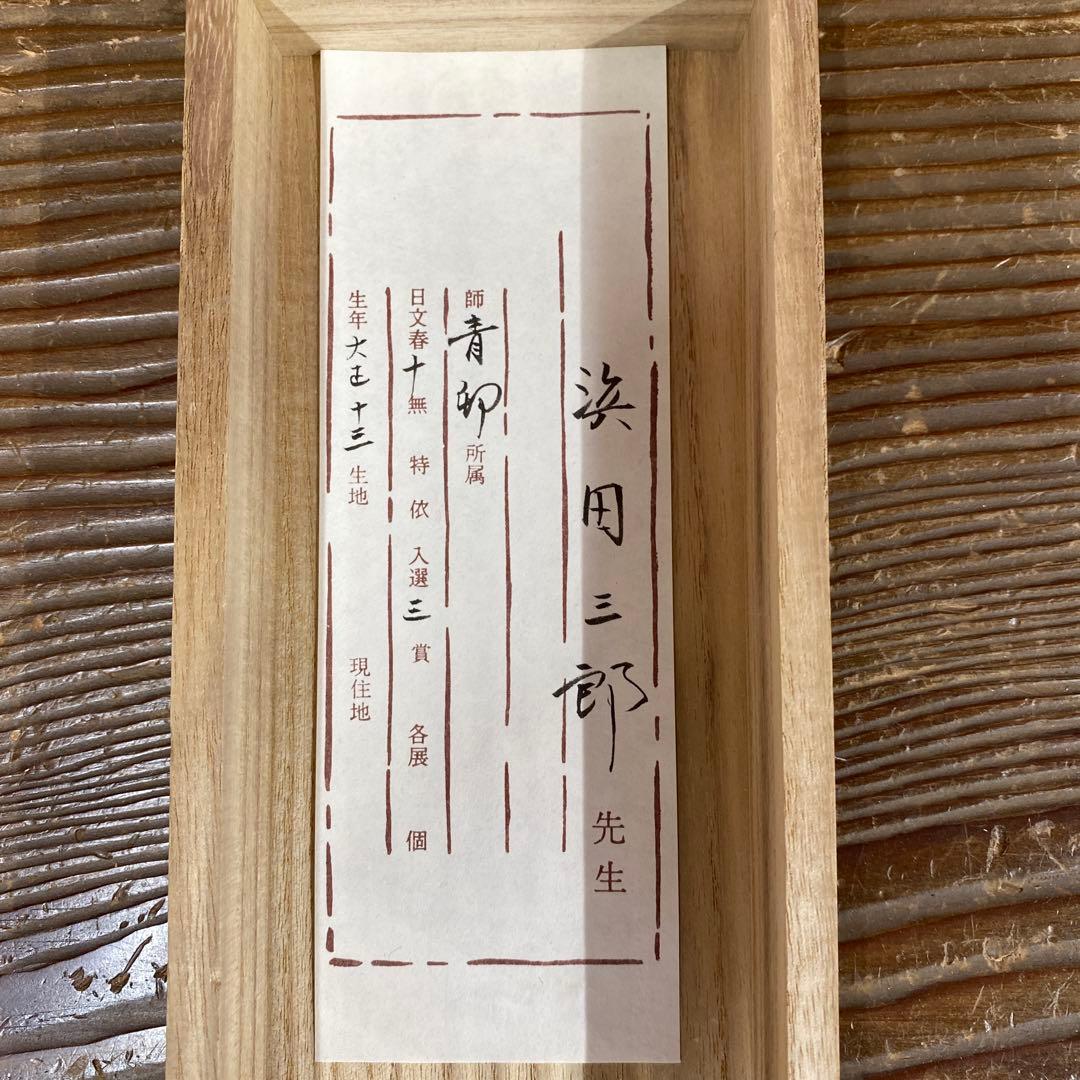 浜田三郎先生
師青邨所属
日文春十無 特 依 入選三賞 各展 個
生年大正十三生地 現住地